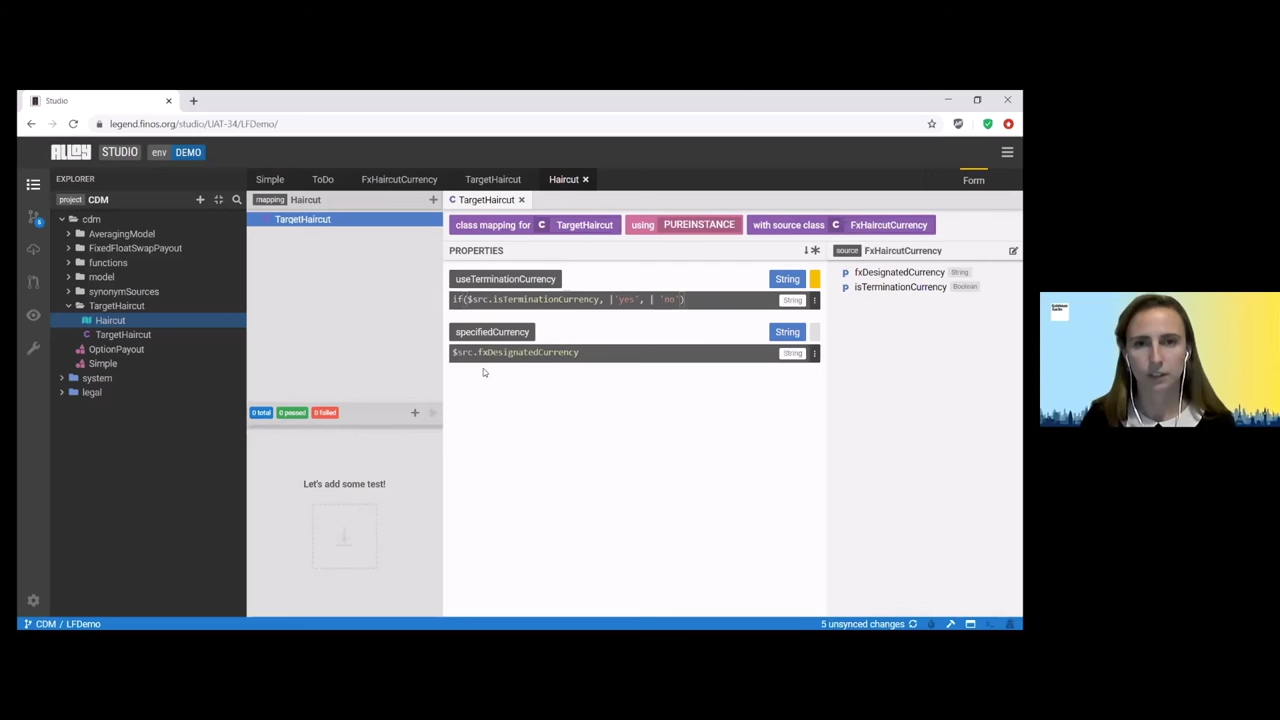 Studio
legend.finos.org/studio/UAT-34/LFDemo/
ALLOY STUDIO env DEMO
EXPLORER
Simple ToDo FxHaircutCurrency TargetHaircut Haircut
Form
project CDM
mapping Haircut
C TargetHaircut
cdm
AveragingModel
FixedFloatSwapPayout
functions
model
synonymSources
TargetHaircut
Haircut
C TargetHaircut
OptionPayout
Simple
system
legal
TargetHaircut
0 total 0 passed 0 failed
Let's add some test!
class mapping for C TargetHaircut using PUREINSTANCE with source class C FxHaircutCurrency
PROPERTIES
useTerminationCurrency String
if($src.isTerminationCurrency, |'yes', | 'no') String
specifiedCurrency String
$src.fxDesignatedCurrency String
source FxHaircutCurrency
P fxDesignatedCurrency String
P isTerminationCurrency Boolean
CDM / LFDemo
5 unsynced changes
Goldman
Sachs